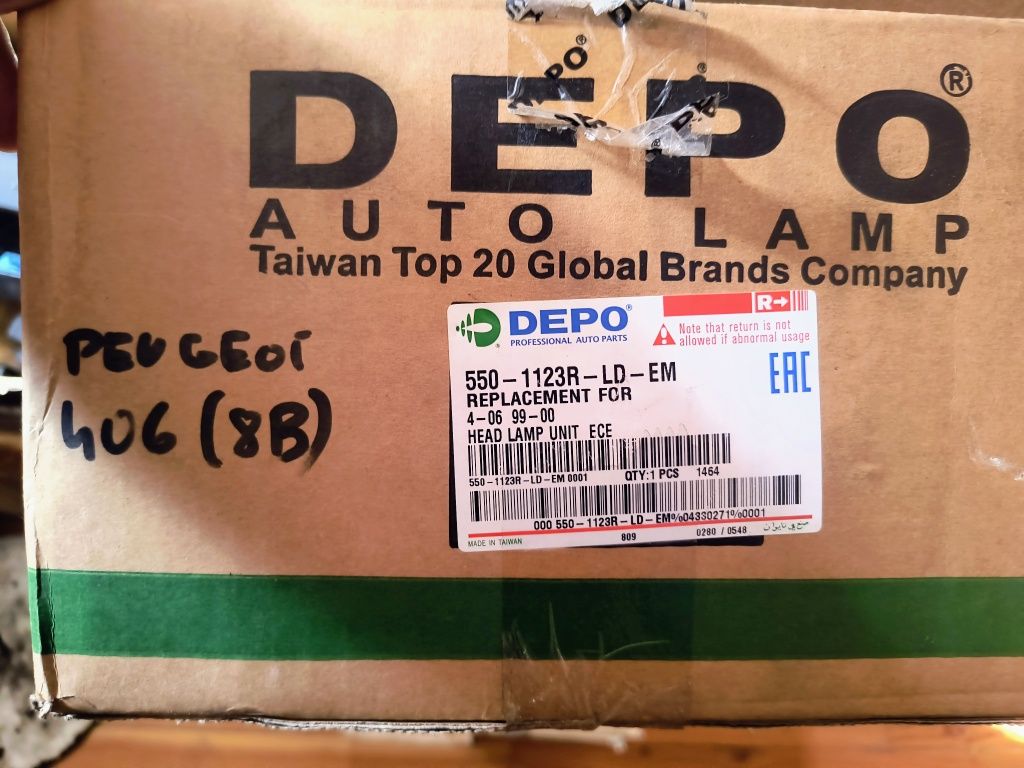 DEPO®
AUTO LAMP
Taiwan Top 20 Global Brands Company
PEUGEOT
406 (8B)
DEPO®
PROFESSIONAL AUTO PARTS
R→
Note that return is not
allowed if abnormal usage
EAC
550-1123R-LD-EM
REPLACEMENT FOR
4-06 99-00
HEAD LAMP UNIT ECE
550-1123R-LD-EM 0001 QTY:1 PCS 1464
000 550-1123R-LD-EM%04330271%0001
MADE IN TAIWAN 809 0280 / 0548